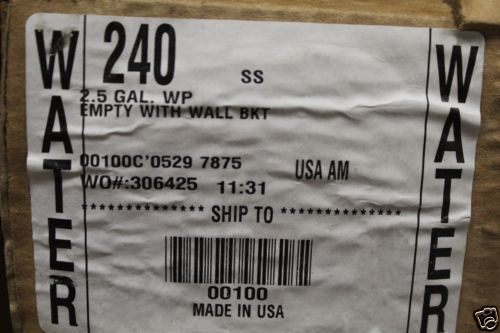 WATER
240 SS
2.5 GAL. WP
EMPTY WITH WALL BKT
00100C'0529 7875 USA AM
WO#:306425 11:31
************** SHIP TO **************
00100
MADE IN USA
WATER